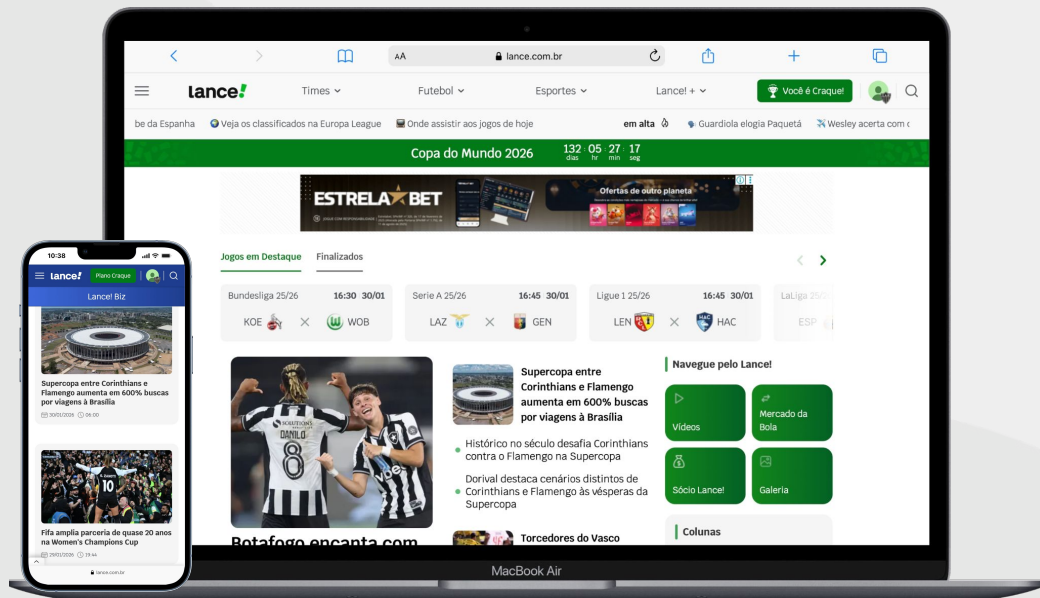 lance.com.br
AA
lance!
Times
Futebol
Esportes
Lance! +
Você é Craque!
be da Espanha
Veja os classificados na Europa League
Onde assistir aos jogos de hoje
em alta
Guardiola elogia Paquetá
Wesley acerta com
Copa do Mundo 2026
132 : 05 : 27 : 17
dias hr min seg
ESTRELA BET
JOGUE COM RESPONSABILIDADE
Ofertas de outro planeta
Jogos em Destaque
Finalizados
Bundesliga 25/26 16:30 30/01
KOE × WOB
Serie A 25/26 16:45 30/01
LAZ × GEN
Ligue 1 25/26 16:45 30/01
LEN × HAC
LaLiga
ESP
SOLUTIONS
DANILO
8
Vbet
Botafogo encanta com
Supercopa entre
Corinthians e Flamengo
aumenta em 600% buscas
por viagens à Brasília
Histórico no século desafia Corinthians
contra o Flamengo na Supercopa
Dorival destaca cenários distintos de
Corinthians e Flamengo às vésperas da
Supercopa
Torcedores do Vasco
Navegue pelo Lance!
Vídeos
Mercado da
Bola
Sócio Lance!
Galeria
Colunas
MacBook Air
10:38
lance!
Plano Craque
Lance! Biz
Supercopa entre Corinthians e
Flamengo aumenta em 600% buscas
por viagens à Brasília
30/01/2026 06:00
10
Fifa amplia parceria de quase 20 anos
na Women's Champions Cup
29/01/2026 19:44
lance.com.br